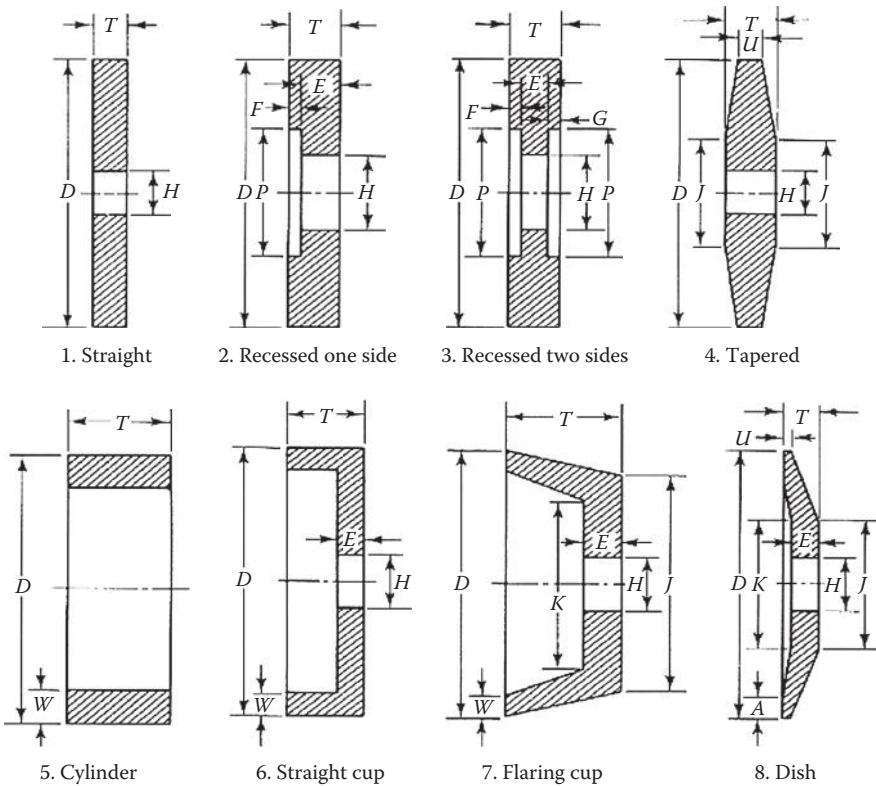 T
D
H
1. Straight
T
E
F
D
P
H
2. Recessed one side
T
E
F
G
D
P
H
P
3. Recessed two sides
T
U
D
J
H
J
4. Tapered
T
D
W
5. Cylinder
T
E
D
H
W
6. Straight cup
T
E
D
K
H
J
W
7. Flaring cup
T
U
E
D
K
H
J
A
8. Dish